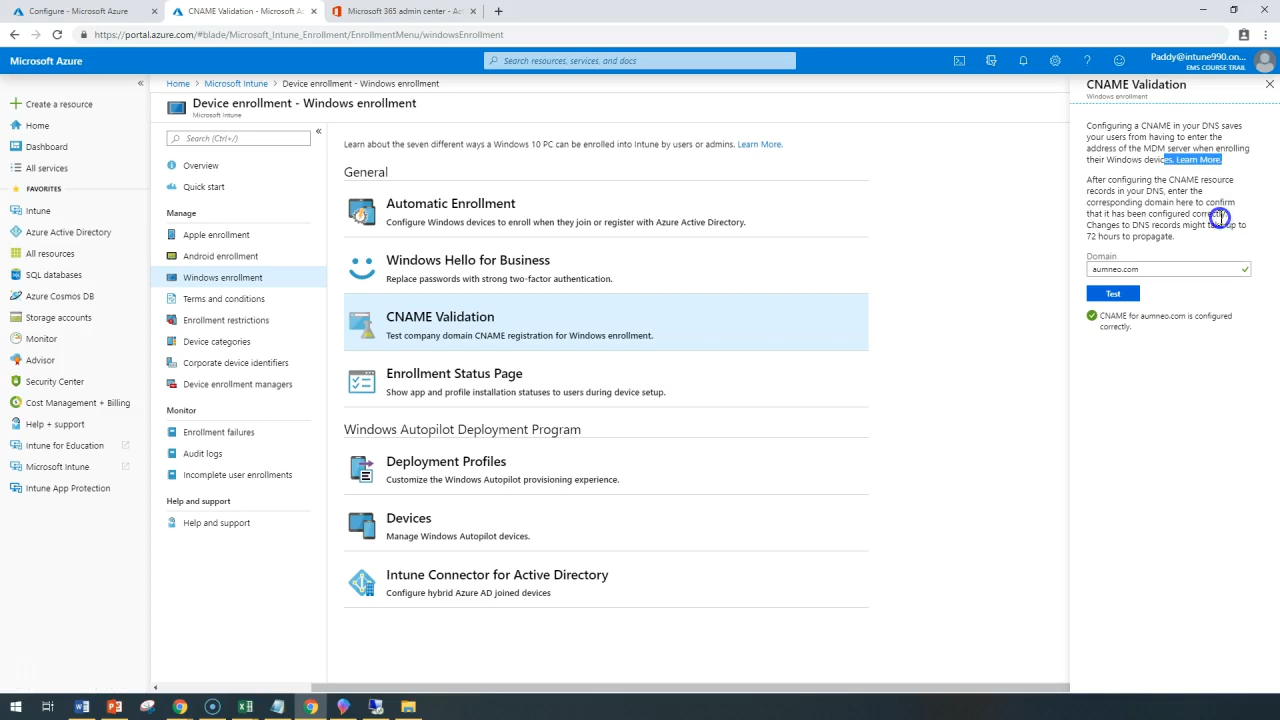 Configure - Microsoft Azure
CNAME Validation - Microsoft Az
Microsoft 365 admin center - Act
https://portal.azure.com/#blade/Microsoft_Intune_Enrollment/EnrollmentMenu/windowsEnrollment
Microsoft Azure
Search resources, services, and docs
Paddy@intune990.on...
EMS COURSE TRAIL
Create a resource
Home
Dashboard
All services
FAVORITES
Intune
Azure Active Directory
All resources
SQL databases
Azure Cosmos DB
Storage accounts
Monitor
Advisor
Security Center
Cost Management + Billing
Help + support
Intune for Education
Microsoft Intune
Intune App Protection
Home > Microsoft Intune > Device enrollment - Windows enrollment
Device enrollment - Windows enrollment
Microsoft Intune
Search (Ctrl+/)
Overview
Quick start
Manage
Apple enrollment
Android enrollment
Windows enrollment
Terms and conditions
Enrollment restrictions
Device categories
Corporate device identifiers
Device enrollment managers
Monitor
Enrollment failures
Audit logs
Incomplete user enrollments
Help and support
Help and support
Learn about the seven different ways a Windows 10 PC can be enrolled into Intune by users or admins. Learn More.
General
Automatic Enrollment
Configure Windows devices to enroll when they join or register with Azure Active Directory.
Windows Hello for Business
Replace passwords with strong two-factor authentication.
CNAME Validation
Test company domain CNAME registration for Windows enrollment.
Enrollment Status Page
Show app and profile installation statuses to users during device setup.
Windows Autopilot Deployment Program
Deployment Profiles
Customize the Windows Autopilot provisioning experience.
Devices
Manage Windows Autopilot devices.
Intune Connector for Active Directory
Configure hybrid Azure AD joined devices
CNAME Validation
Windows enrollment
Configuring a CNAME in your DNS saves
your users from having to enter the
address of the MDM server when enrolling
their Windows devices. Learn More.
After configuring the CNAME resource
records in your DNS, enter the
corresponding domain here to confirm
that it has been configured correctly.
Changes to DNS records might take up to
72 hours to propagate.
Domain
aumneo.com
Test
CNAME for aumneo.com is configured
correctly.